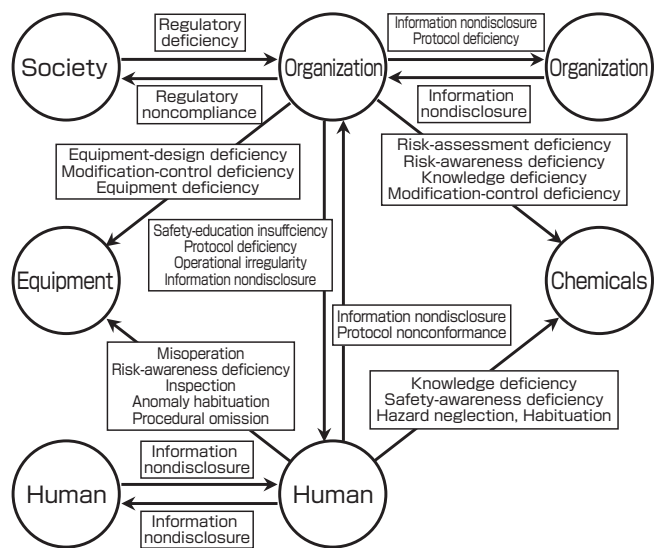 Regulatory
deficiency
Information nondisclosure
Protocol deficiency
Society
Organization
Organization
Regulatory
noncompliance
Information
nondisclosure
Equipment-design deficiency
Modification-control deficiency
Equipment deficiency
Risk-assessment deficiency
Risk-awareness deficiency
Knowledge deficiency
Modification-control deficiency
Safety-education insuffciency
Protocol deficiency
Operational irregularity
Information nondisclosure
Equipment
Chemicals
Information nondisclosure
Protocol nonconformance
Misoperation
Risk-awareness deficiency
Inspection
Anomaly habituation
Procedural omission
Knowledge deficiency
Safety-awareness deficiency
Hazard neglection, Habituation
Information
nondisclosure
Human
Human
Information
nondisclosure